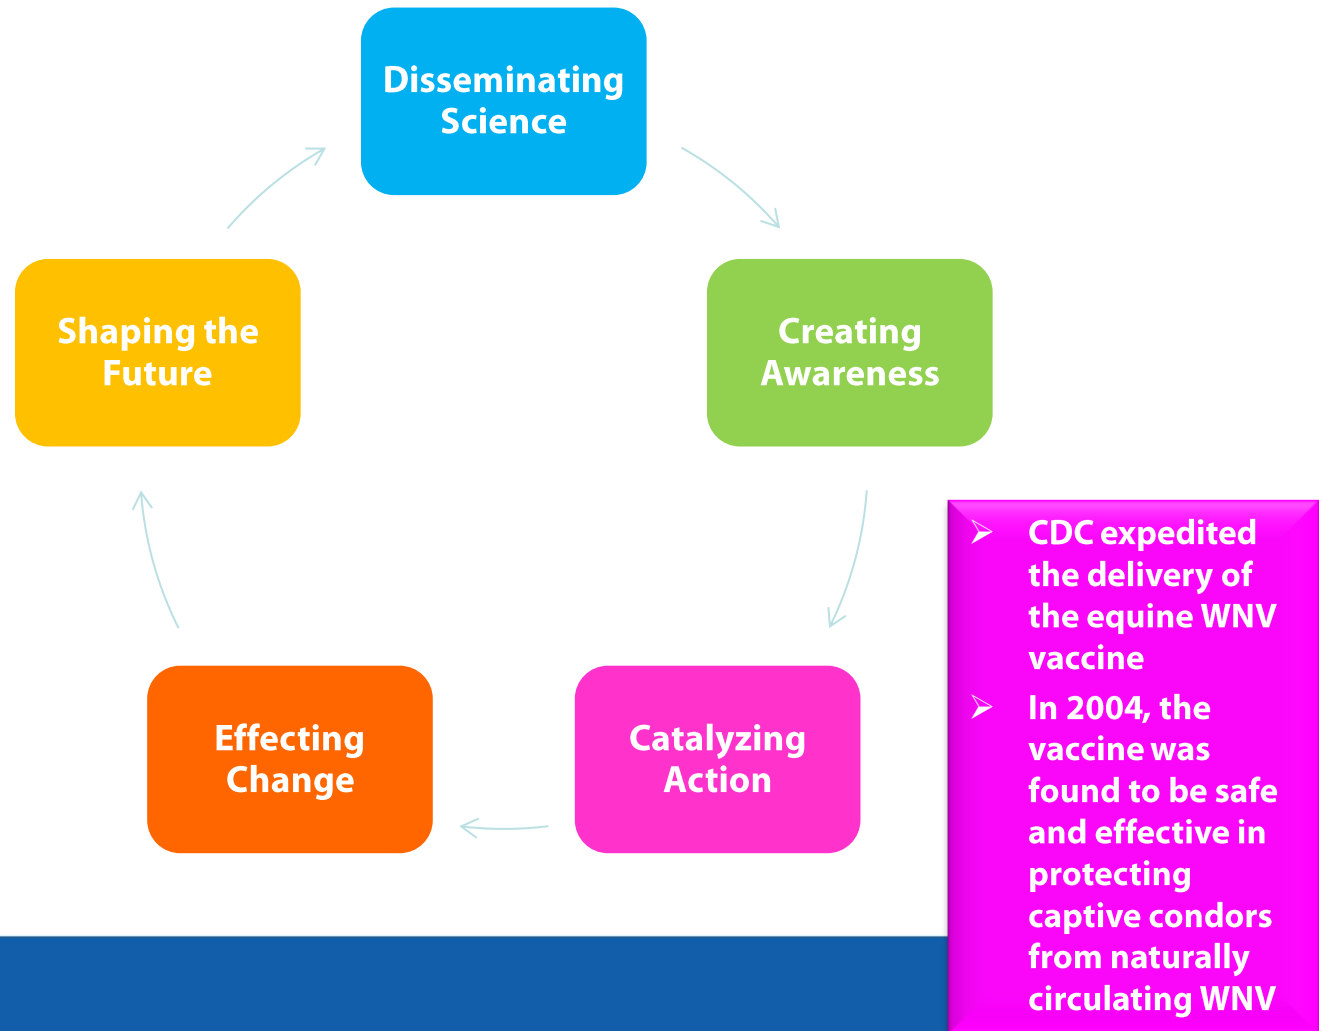 Disseminating
Science
Shaping the
Future
Creating
Awareness
Effecting
Change
Catalyzing
Action
➢ CDC expedited
the delivery of
the equine WNV
vaccine
➢ In 2004, the
vaccine was
found to be safe
and effective in
protecting
captive condors
from naturally
circulating WNV